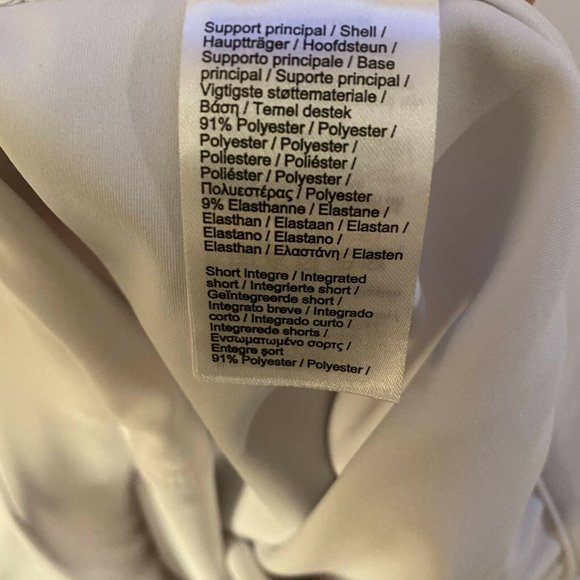 Support principal / Shell /
Hauptträger / Hoofdsteun /
Supporto principale / Base
principal / Suporte principal /
Vigtigste støttemateriale /
Βάση / Temel destek
91% Polyester / Polyester /
Polyester / Polyester /
Poliestere / Poliéster /
Poliéster / Polyester /
Πολυεστέρας / Polyester
9% Elasthanne / Elastane /
Elasthan / Elastaan / Elastan /
Elastano / Elastano /
Elasthan / Ελαστάνη / Elasten
Short integre / Integrated
short / Integrierte short /
Geïntegreerde short /
Integrato breve / Integrado
corto / Integrado curto /
Integrerede shorts /
Ενσωματωμένο σορτς /
Entegre şort
91% Polyester / Polyester /